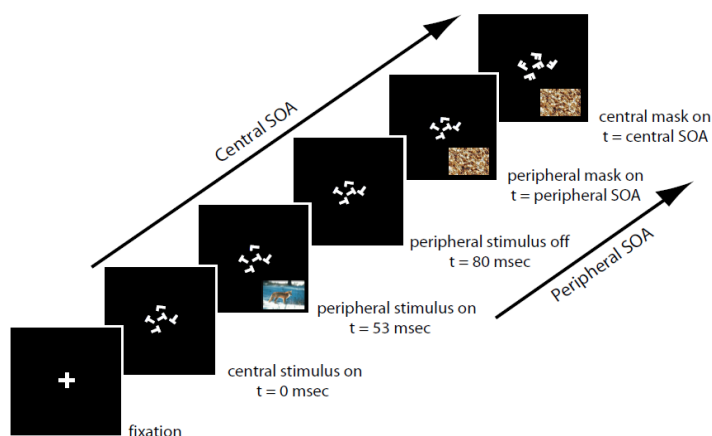 Central SOA
central mask on
t = central SOA
peripheral mask on
t = peripheral SOA
peripheral stimulus off
t = 80 msec
Peripheral SOA
peripheral stimulus on
t = 53 msec
central stimulus on
t = 0 msec
fixation